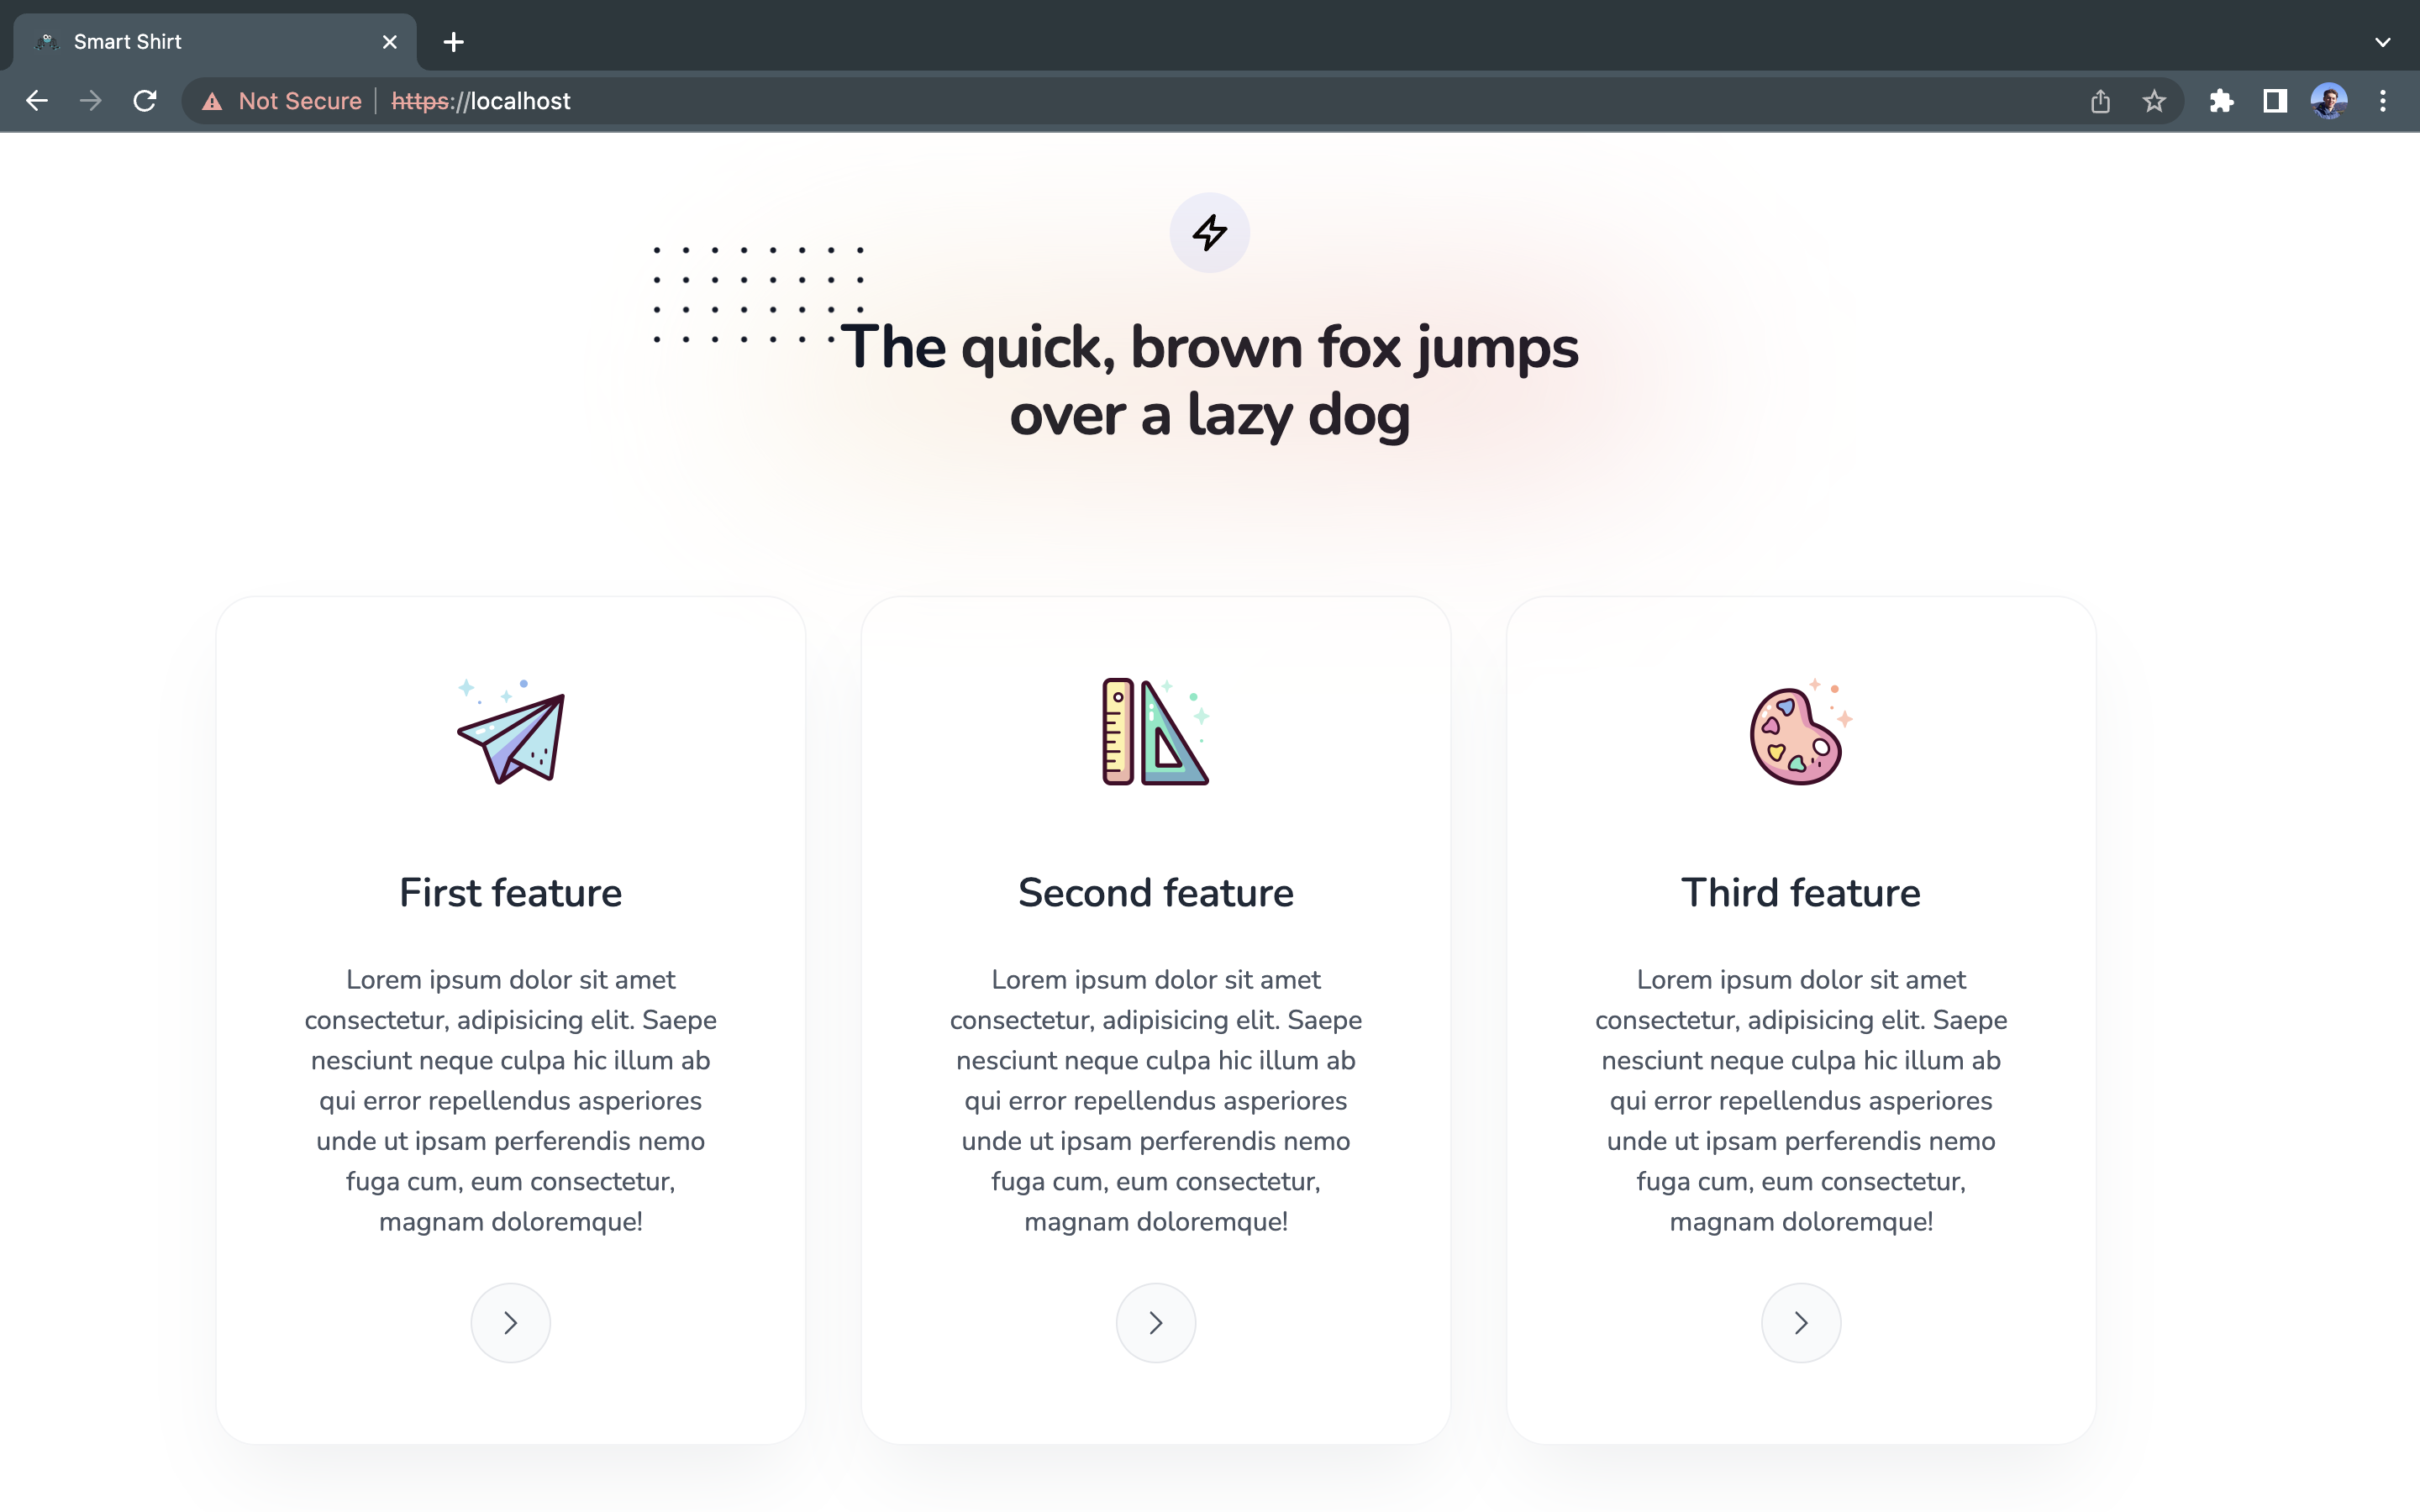 Smart Shirt
Not Secure https://localhost
The quick, brown fox jumps
over a lazy dog
First feature
Lorem ipsum dolor sit amet
consectetur, adipisicing elit. Saepe
nesciunt neque culpa hic illum ab
qui error repellendus asperiores
unde ut ipsam perferendis nemo
fuga cum, eum consectetur,
magnam doloremque!
Second feature
Lorem ipsum dolor sit amet
consectetur, adipisicing elit. Saepe
nesciunt neque culpa hic illum ab
qui error repellendus asperiores
unde ut ipsam perferendis nemo
fuga cum, eum consectetur,
magnam doloremque!
Third feature
Lorem ipsum dolor sit amet
consectetur, adipisicing elit. Saepe
nesciunt neque culpa hic illum ab
qui error repellendus asperiores
unde ut ipsam perferendis nemo
fuga cum, eum consectetur,
magnam doloremque!